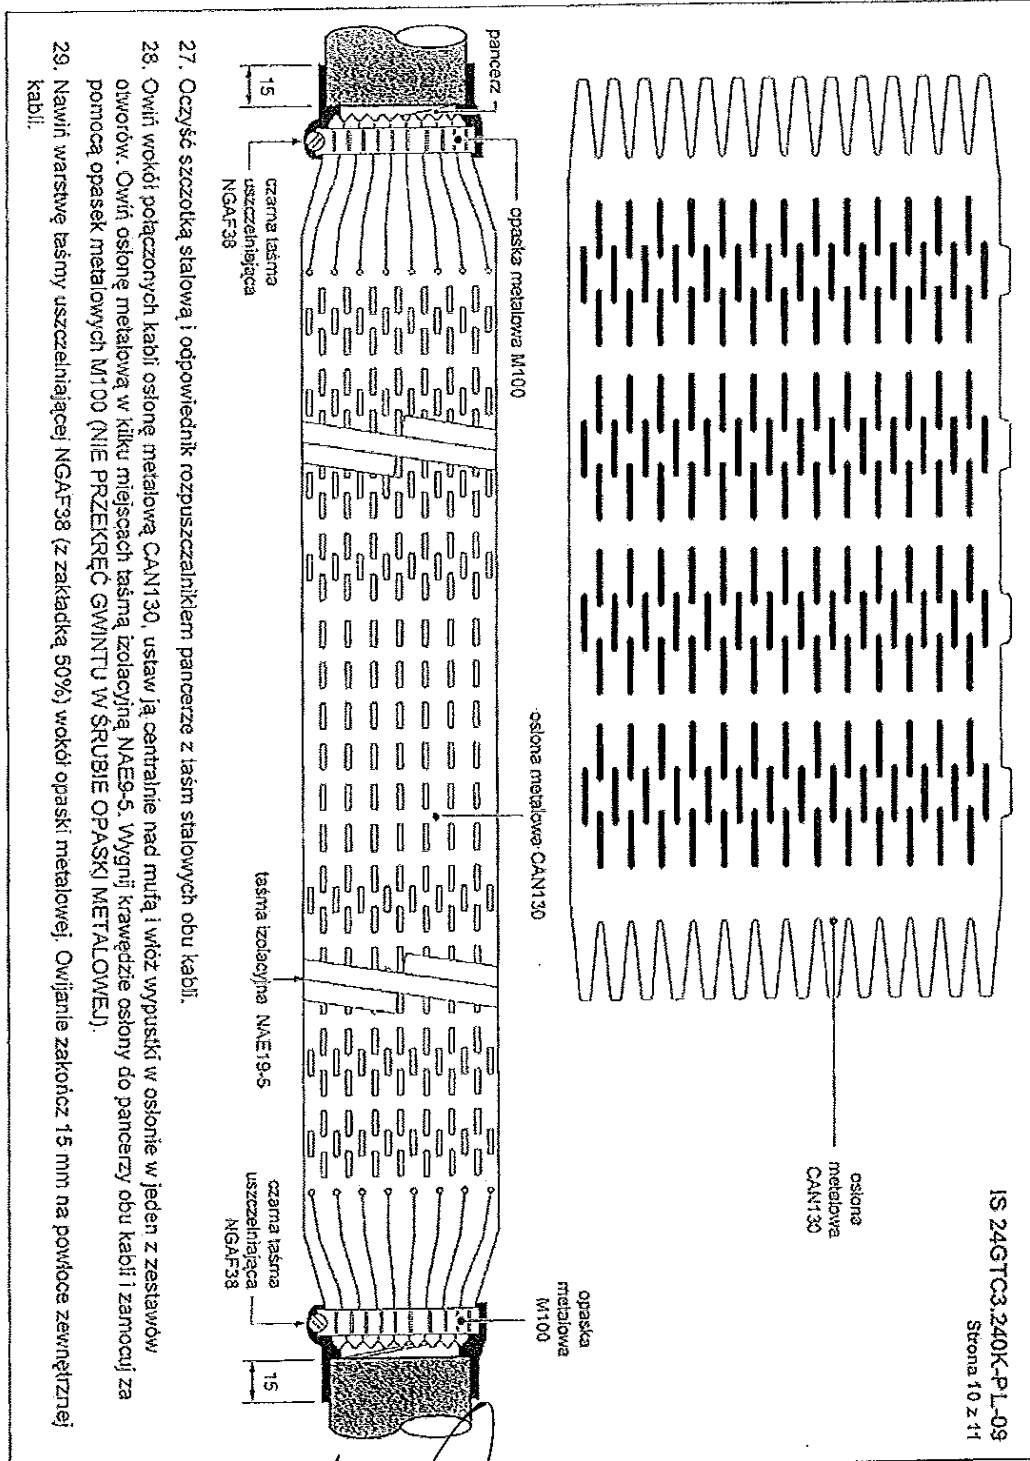 IS 24GTC3.240K-PL-09
Strona 10 z 11
osłona
metalowa
CAN130
pancerz
opaska metalowa M100
osłona metalowa CAN130
opaska
metalowa
M100
15
czarna taśma
uszczelniająca
NGAF38
taśma izolacyjna NAE19-5
czarna taśma
uszczelniająca
NGAF38
15
27. Oczyść szczotką stalową i odpowiednik rozpuszczalnikiem pancerze z taśm stalowych obu kabli.
28. Owiń wokół połączonych kabli osłonę metalową CAN130, ustaw ją centralnie nad mufą i włóż wypustki w osłonie w jeden z zestawów
otworów. Owiń osłonę metalową w kilku miejscach taśmą izolacyjną NAE9-5. Wygnij krawędzie osłony do pancerzy obu kabli i zamocuj za
pomocą opasek metalowych M100 (NIE PRZEKRĘĆ GWINTU W ŚRUBIE OPASKI METALOWEJ).
29. Nawiń warstwę taśmy uszczelniającej NGAF38 (z zakładką 50%) wokół opaski metalowej. Owijanie zakończ 15 mm na powłoce zewnętrznej
kabli.